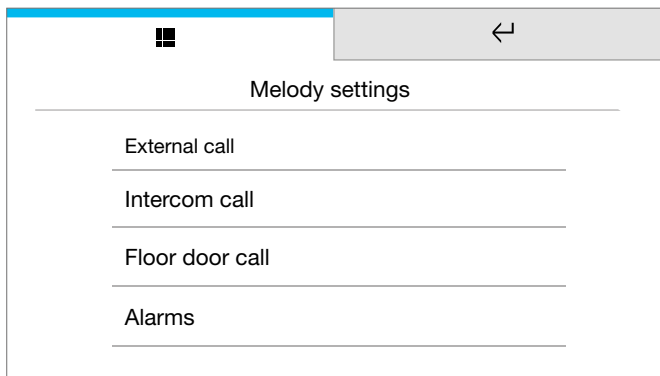 Melody settings
External call
Intercom call
Floor door call
Alarms